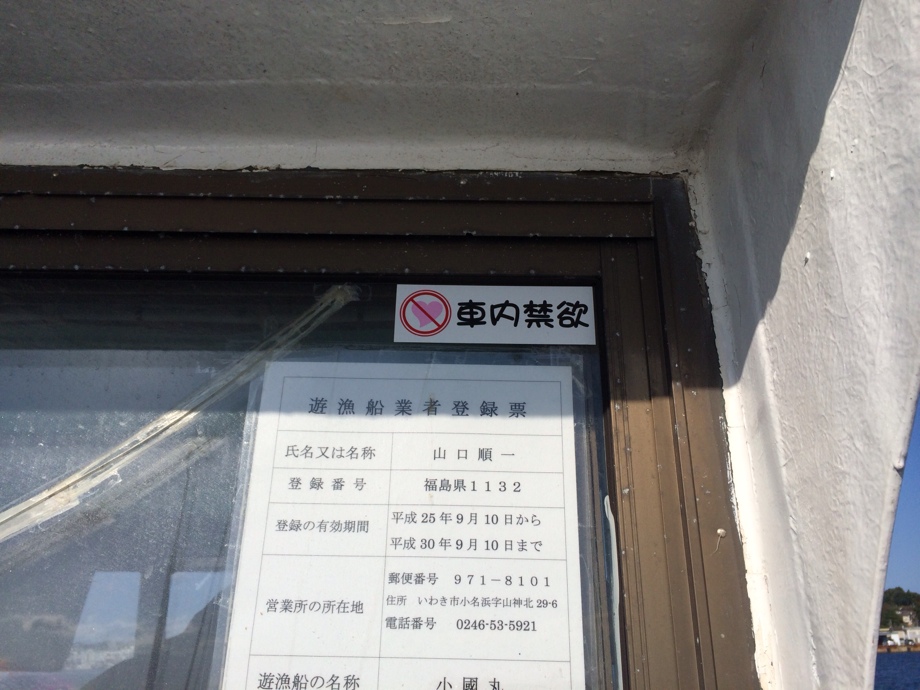 車内禁欲
遊漁船業者登録票
氏名又は名称 山口順一
登録番号 福島県1132
登録の有効期間 平成25年9月10日から
平成30年9月10日まで
営業所の所在地 郵便番号 971-8101
住所 いわき市小名浜字山神北29-6
電話番号 0246-53-5921
遊漁船の名称 小國丸